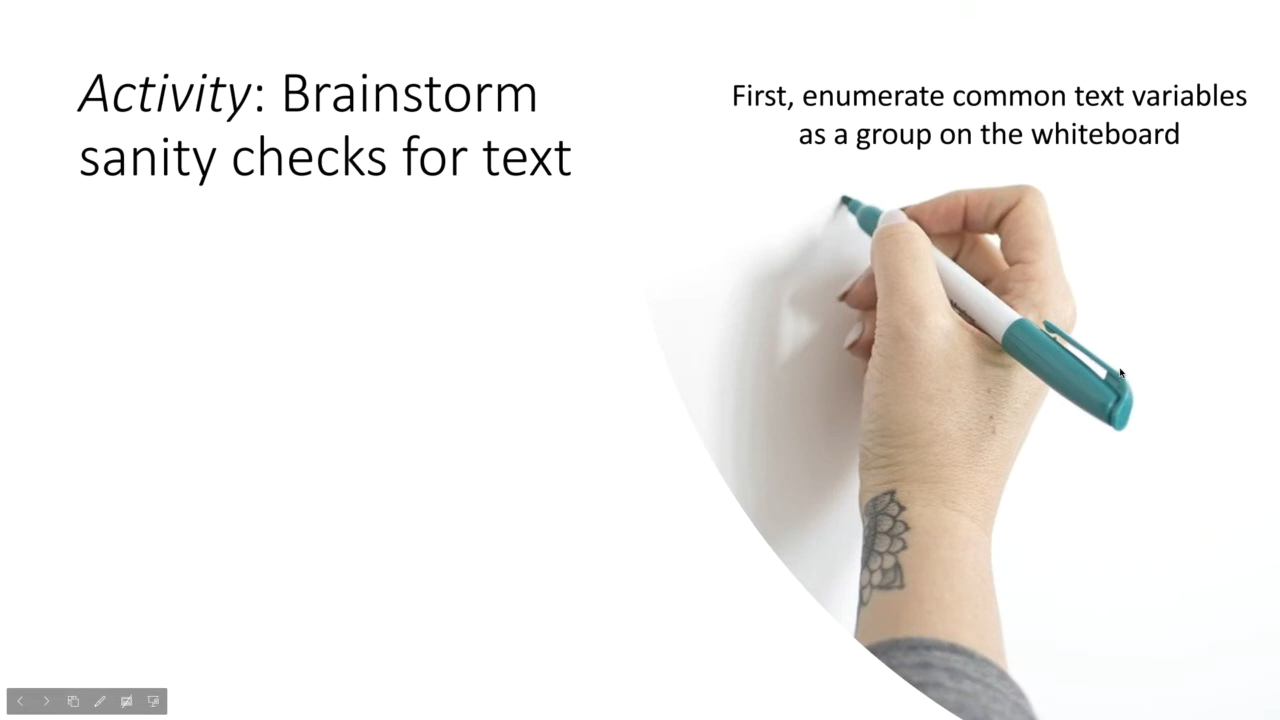 Activity: Brainstorm
sanity checks for text
First, enumerate common text variables
as a group on the whiteboard